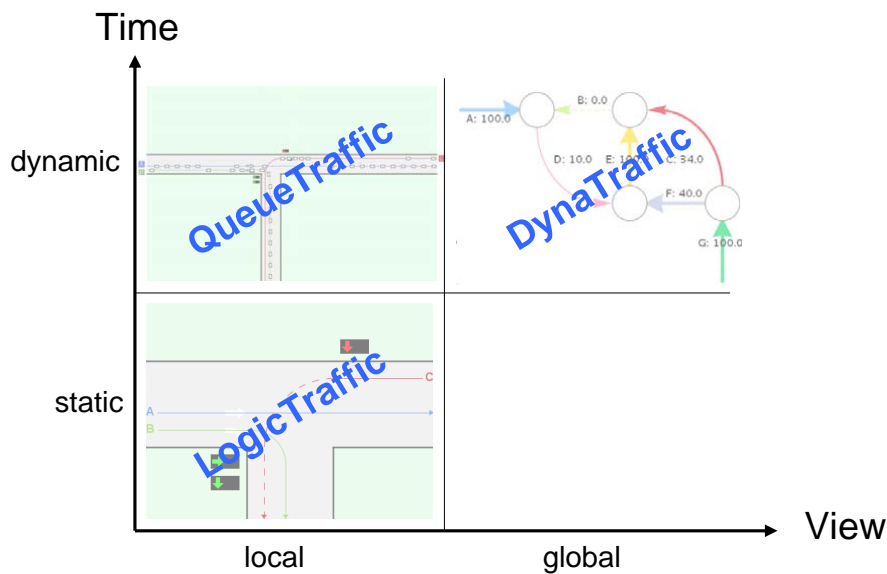 Time
dynamic
QueueTraffic
A: 100.0
B: 0.0
D: 10.0
C: 34.0
F: 40.0
G: 100.0
DynaTraffic
static
A
B
C
LogicTraffic
View
local
global